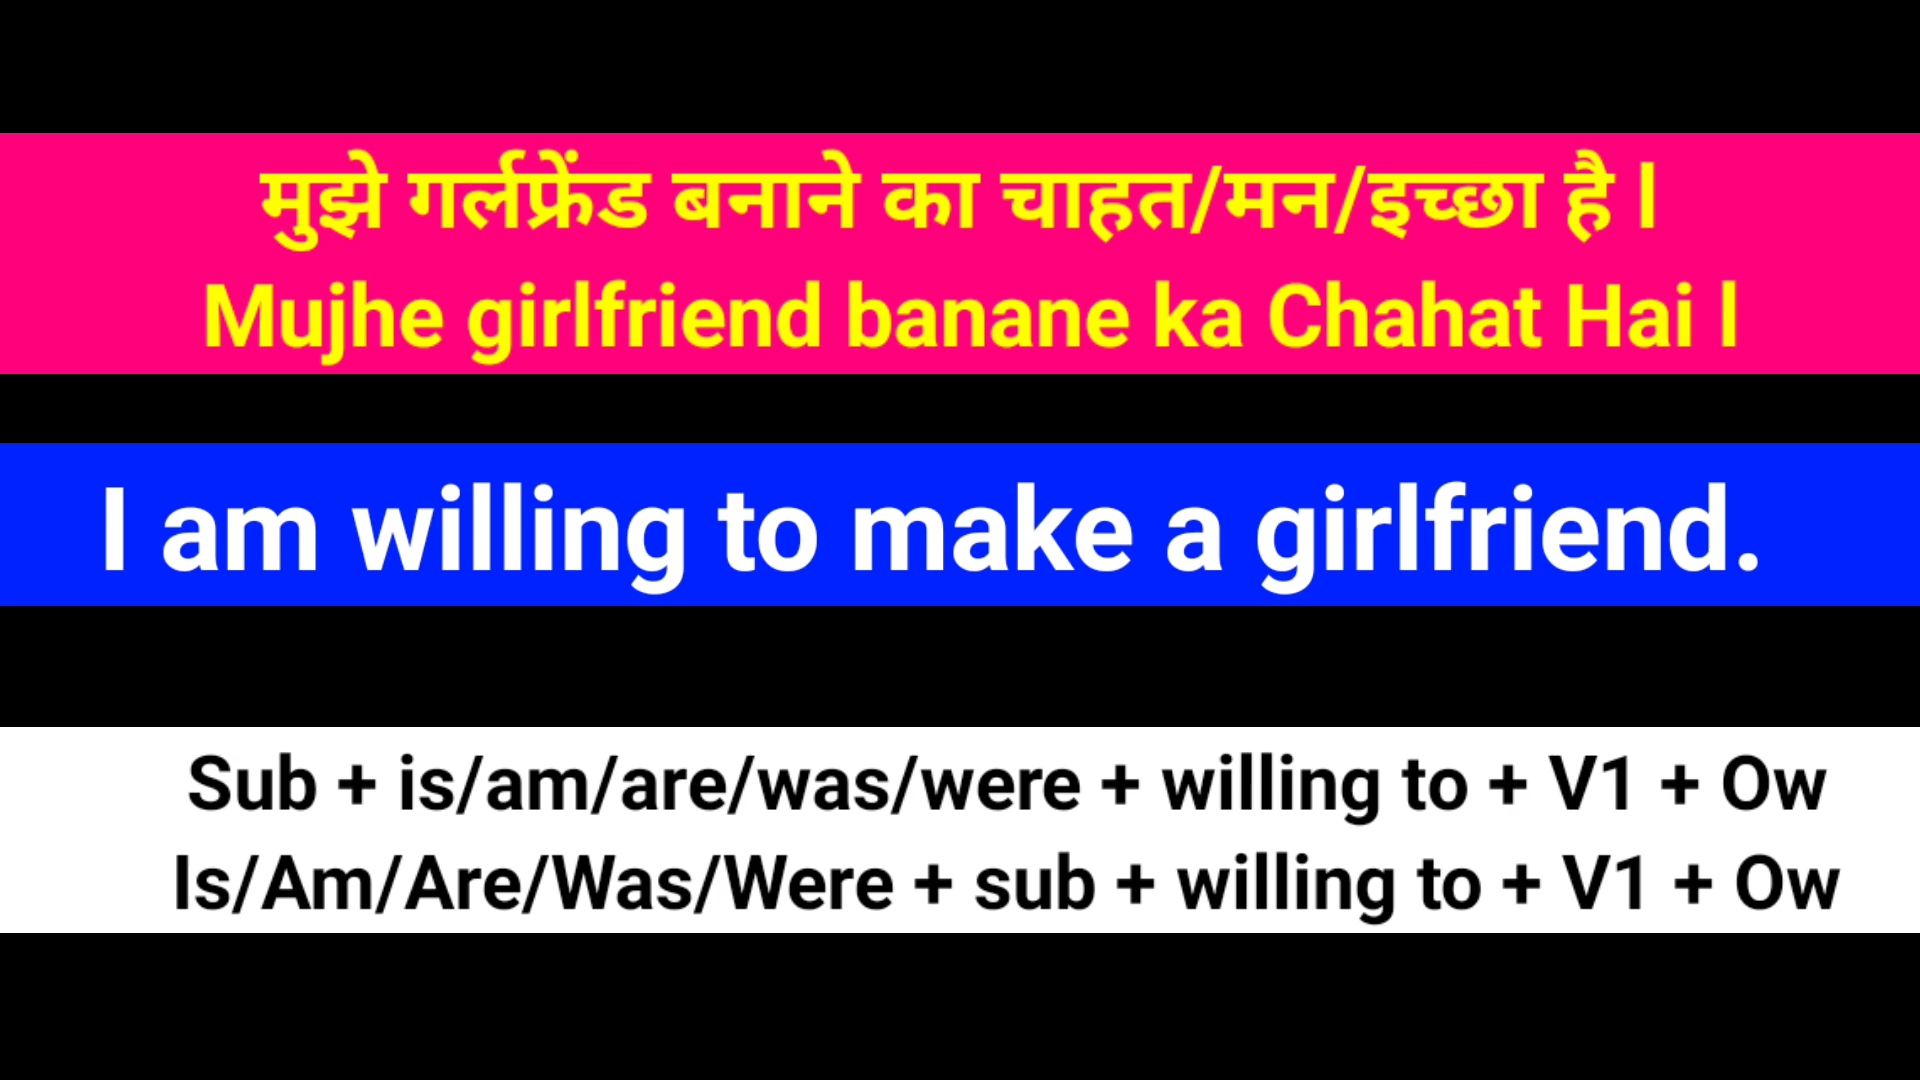 मुझे गर्लफ्रेंड बनाने का चाहत/मन/इच्छा है l
Mujhe girlfriend banane ka Chahat Hai l
I am willing to make a girlfriend.
Sub + is/am/are/was/were + willing to + V1 + Ow
Is/Am/Are/Was/Were + sub + willing to + V1 + Ow